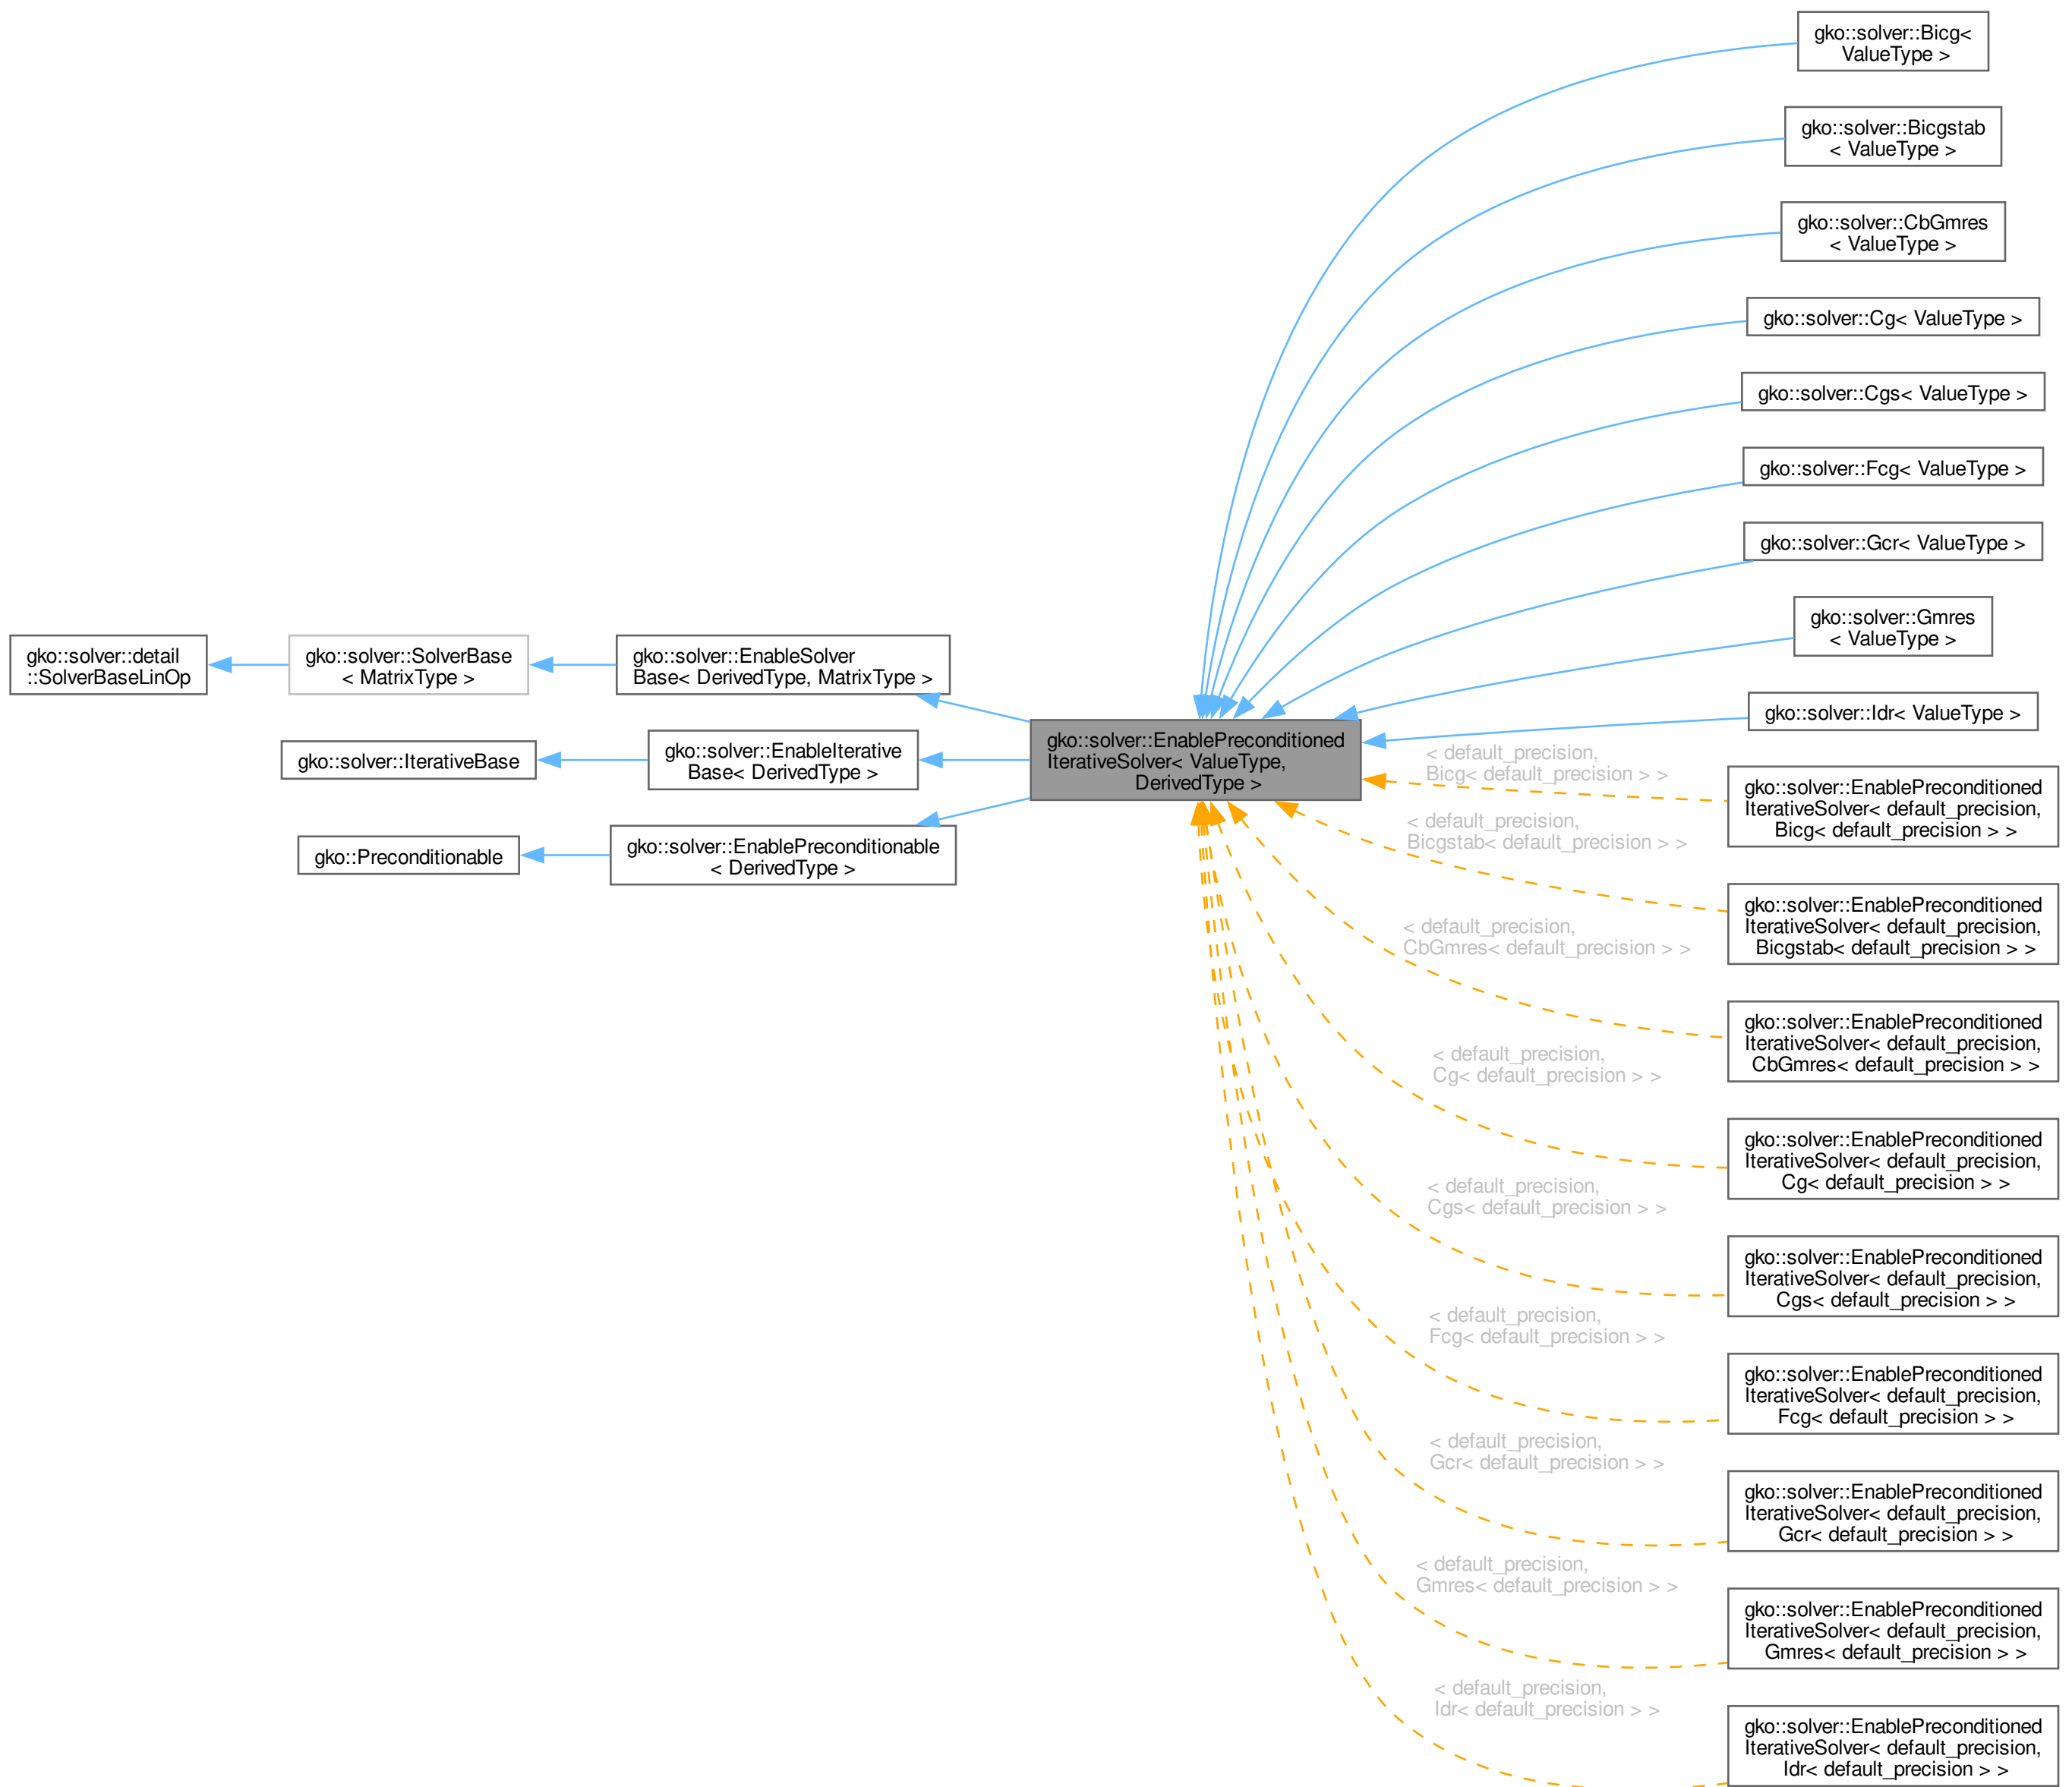 gko::solver::Bicg<
ValueType >
gko::solver::Bicgstab
< ValueType >
gko::solver::CbGmres
< ValueType >
gko::solver::Cg< ValueType >
gko::solver::Cgs< ValueType >
gko::solver::Fcg< ValueType >
gko::solver::Gcr< ValueType >
gko::solver::Gmres
< ValueType >
gko::solver::Idr< ValueType >
gko::solver::detail
::SolverBaseLinOp
gko::solver::SolverBase
< MatrixType >
gko::solver::EnableSolver
Base< DerivedType, MatrixType >
gko::solver::IterativeBase
gko::solver::EnableIterative
Base< DerivedType >
gko::Preconditionable
gko::solver::EnablePreconditionable
< DerivedType >
gko::solver::EnablePreconditioned
IterativeSolver< ValueType,
DerivedType >
< default_precision,
Bicg< default_precision > >
gko::solver::EnablePreconditioned
IterativeSolver< default_precision,
Bicg< default_precision > >
< default_precision,
Bicgstab< default_precision > >
gko::solver::EnablePreconditioned
IterativeSolver< default_precision,
Bicgstab< default_precision > >
< default_precision,
CbGmres< default_precision > >
gko::solver::EnablePreconditioned
IterativeSolver< default_precision,
CbGmres< default_precision > >
< default_precision,
Cg< default_precision > >
gko::solver::EnablePreconditioned
IterativeSolver< default_precision,
Cg< default_precision > >
< default_precision,
Cgs< default_precision > >
gko::solver::EnablePreconditioned
IterativeSolver< default_precision,
Cgs< default_precision > >
< default_precision,
Fcg< default_precision > >
gko::solver::EnablePreconditioned
IterativeSolver< default_precision,
Fcg< default_precision > >
< default_precision,
Gcr< default_precision > >
gko::solver::EnablePreconditioned
IterativeSolver< default_precision,
Gcr< default_precision > >
< default_precision,
Gmres< default_precision > >
gko::solver::EnablePreconditioned
IterativeSolver< default_precision,
Gmres< default_precision > >
< default_precision,
Idr< default_precision > >
gko::solver::EnablePreconditioned
IterativeSolver< default_precision,
Idr< default_precision > >